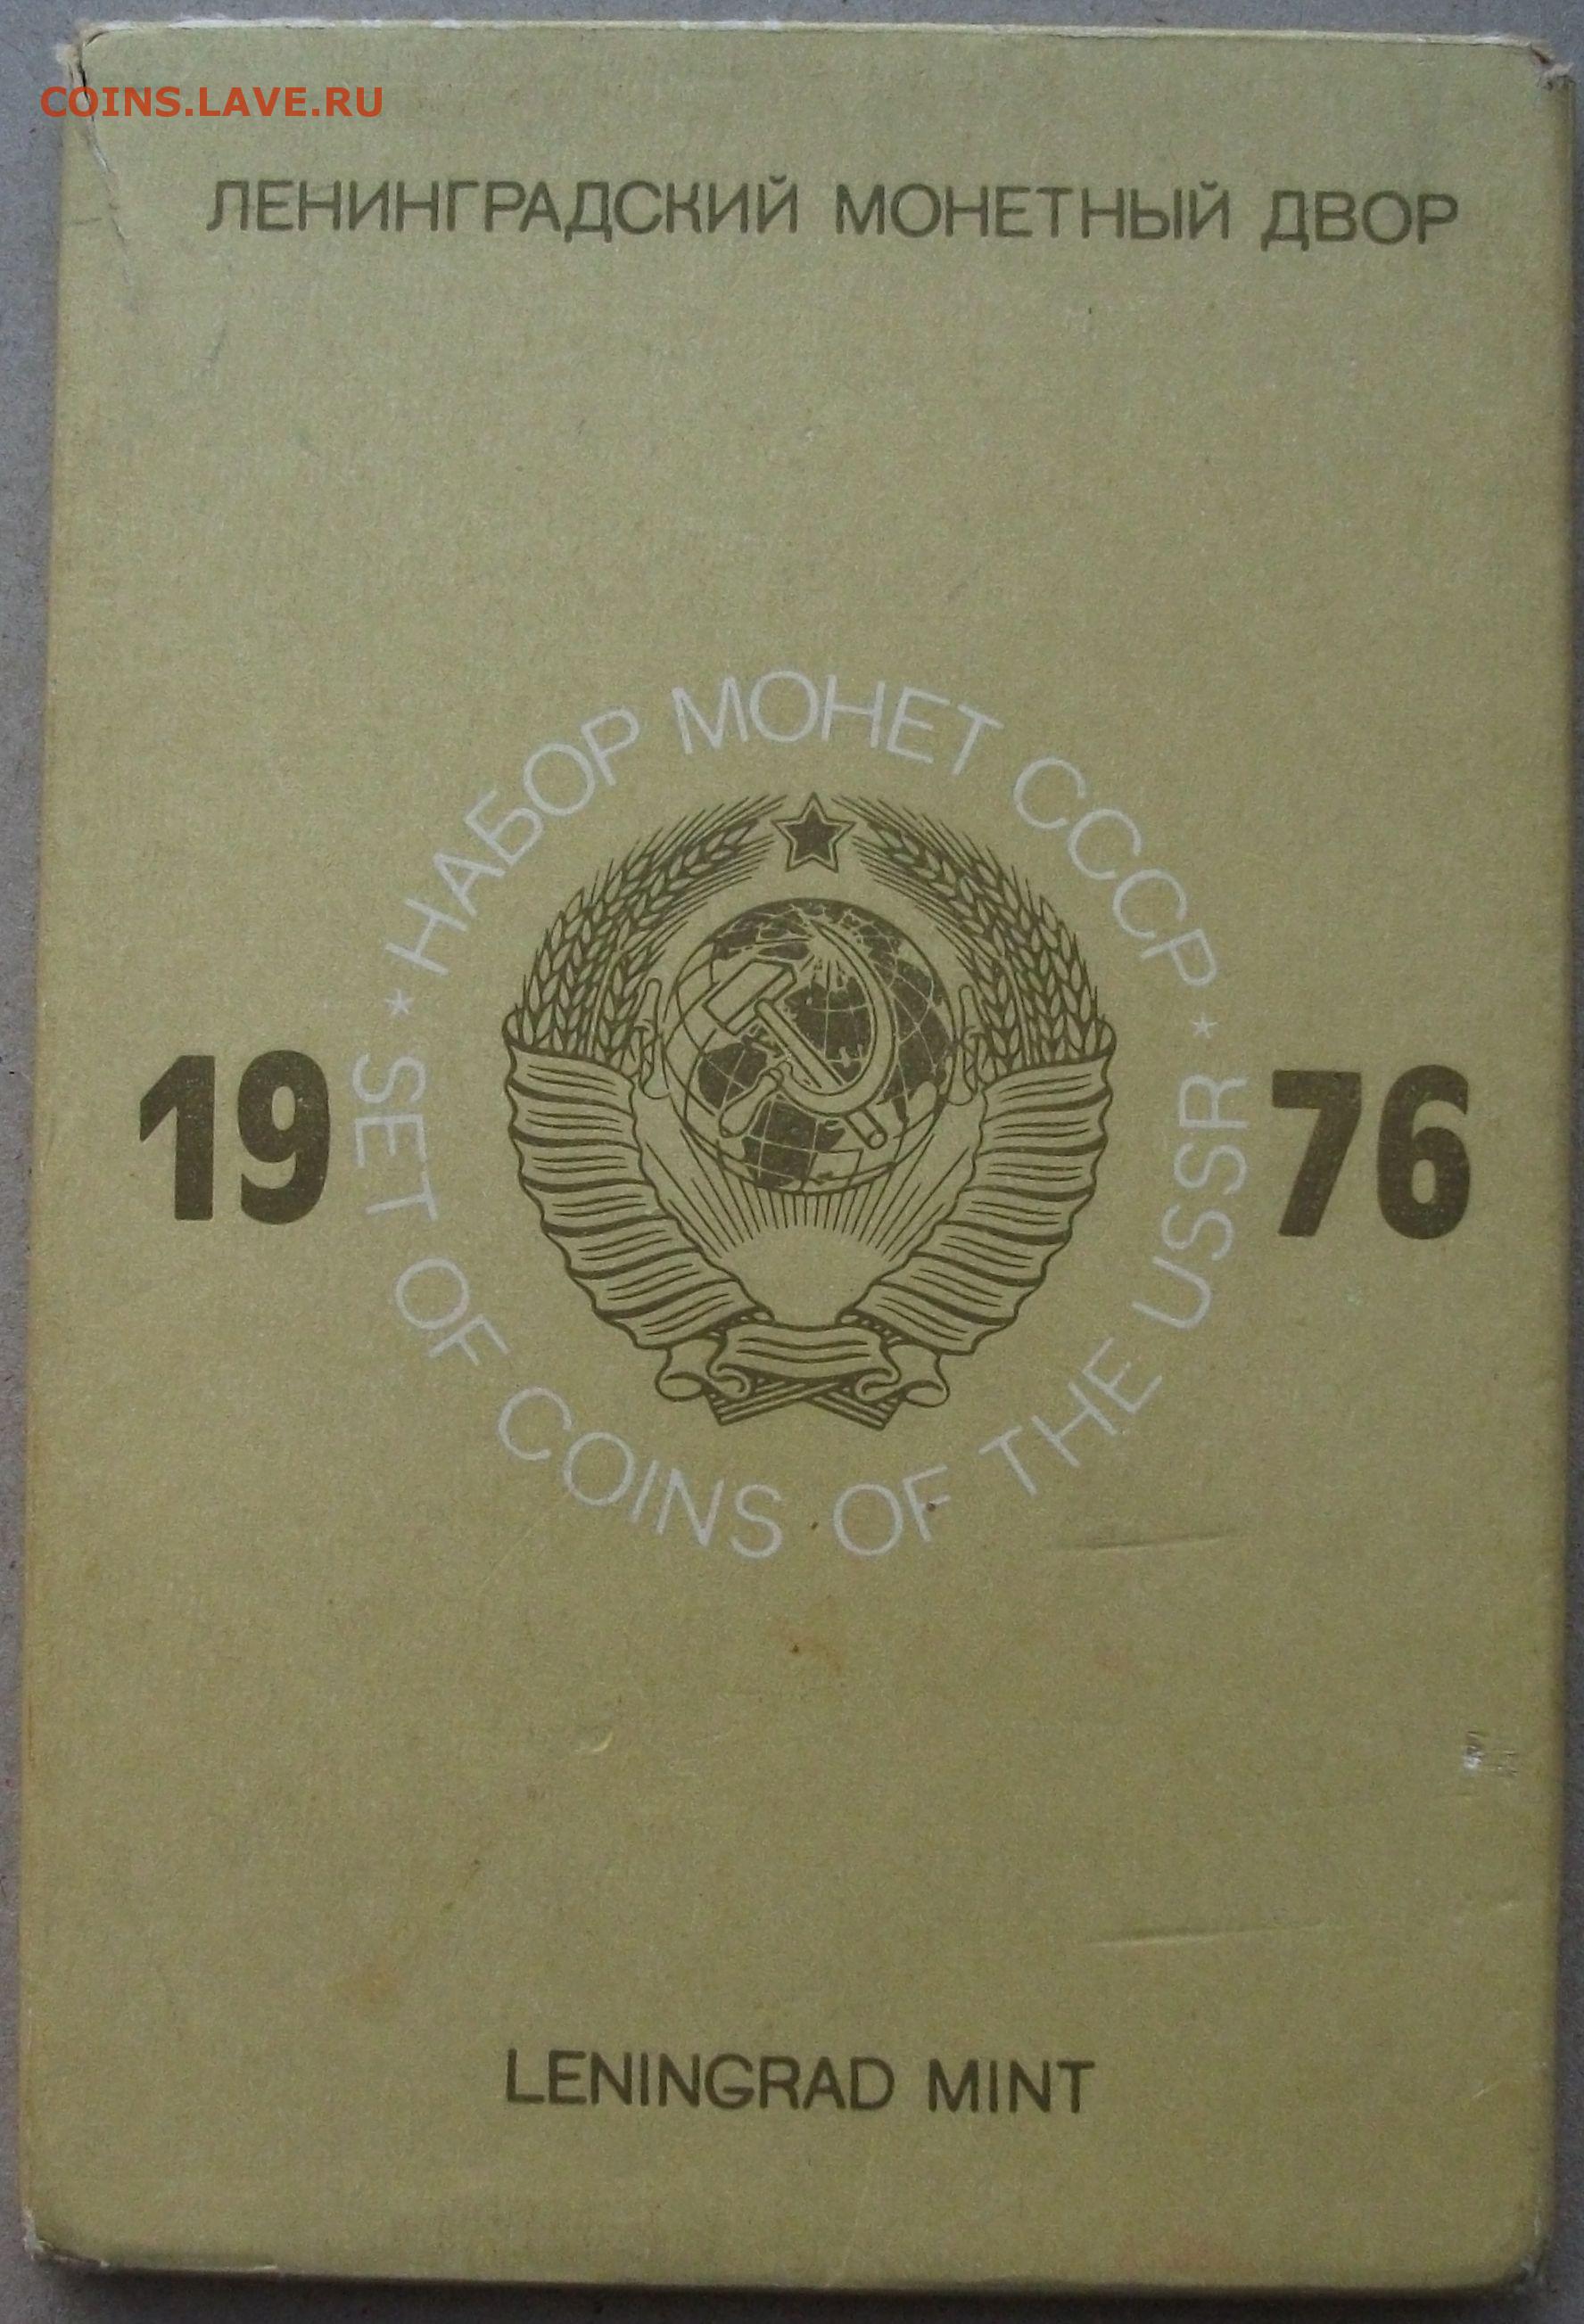 COINS.LAVE.RU
ЛЕНИНГРАДСКИЙ МОНЕТНЫЙ ДВОР
* НАБОР МОНЕТ СССР *
19
76
SET OF COINS OF THE USSR
LENINGRAD MINT